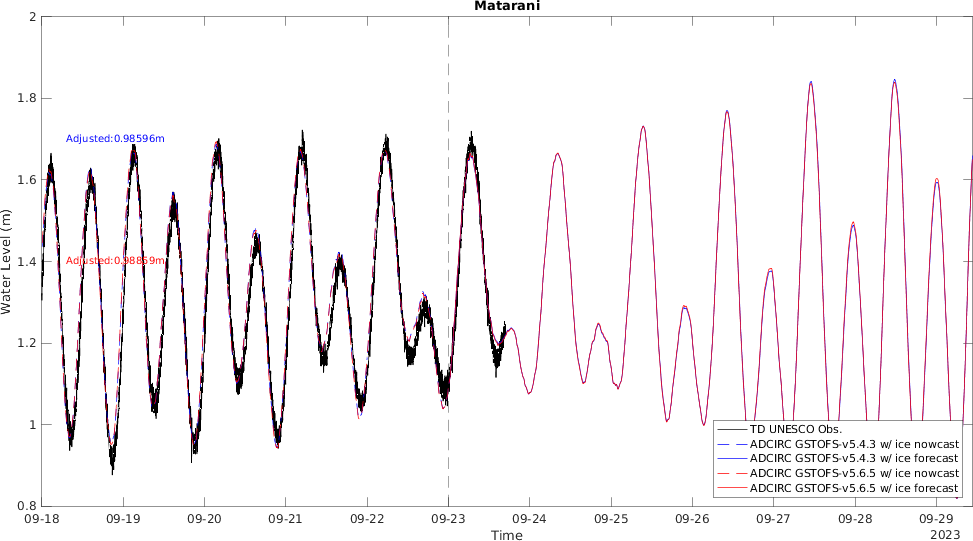 Matarani
2
1.8
1.6
1.4
1.2
1
0.8
Water Level (m)
Adjusted:0.98596m
Adjusted:0.98859m
TD UNESCO Obs.
ADCIRC GSTOFS-v5.4.3 w/ ice nowcast
ADCIRC GSTOFS-v5.4.3 w/ ice forecast
ADCIRC GSTOFS-v5.6.5 w/ ice nowcast
ADCIRC GSTOFS-v5.6.5 w/ ice forecast
09-18 09-19 09-20 09-21 09-22 09-23 09-24 09-25 09-26 09-27 09-28 09-29
Time
2023